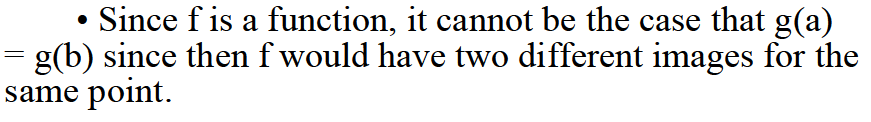 • Since f is a function, it cannot be the case that g(a)
= g(b) since then f would have two different images for the
same point.